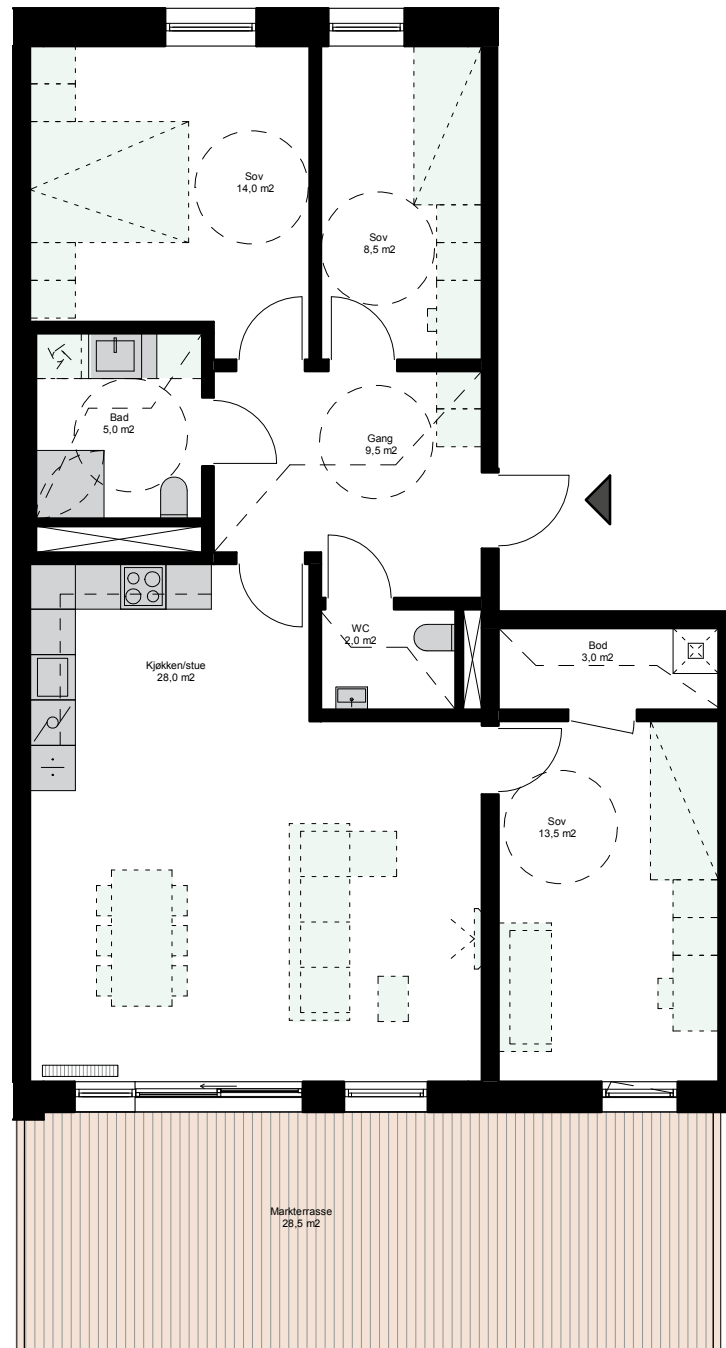 Sov
14,0 m2
Sov
8,5 m2
Bad
5,0 m2
Gang
9,5 m2
WC
2,0 m2
Bod
3,0 m2
Kjøkken/stue
28,0 m2
Sov
13,5 m2
Markterrasse
28,5 m2